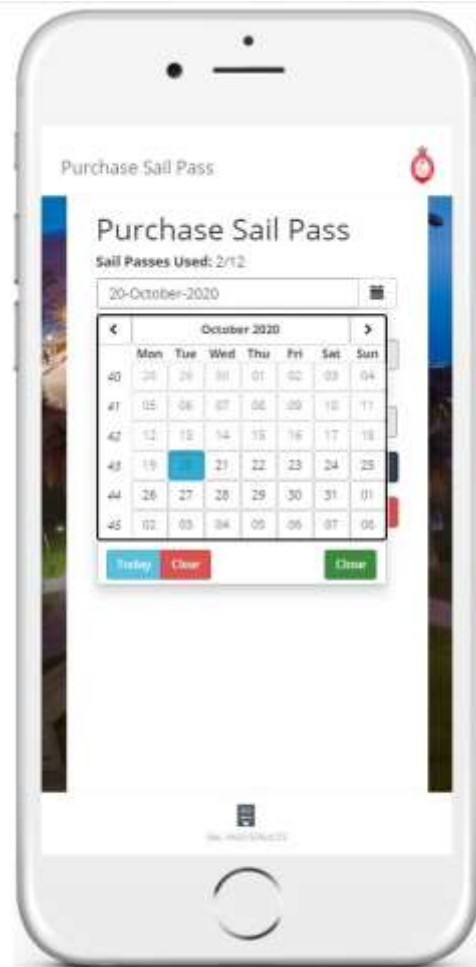 Purchase Sail Pass
Purchase Sail Pass
Sail Passes Used: 2/12
20-October-2020
< October 2020 >
Mon Tue Wed Thu Fri Sat Sun
40 28 29 30 01 02 03 04
41 05 06 07 08 09 10 11
42 12 13 14 15 16 17 18
43 19 20 21 22 23 24 25
44 26 27 28 29 30 31 01
45 02 03 04 05 06 07 08
Today Clear Close